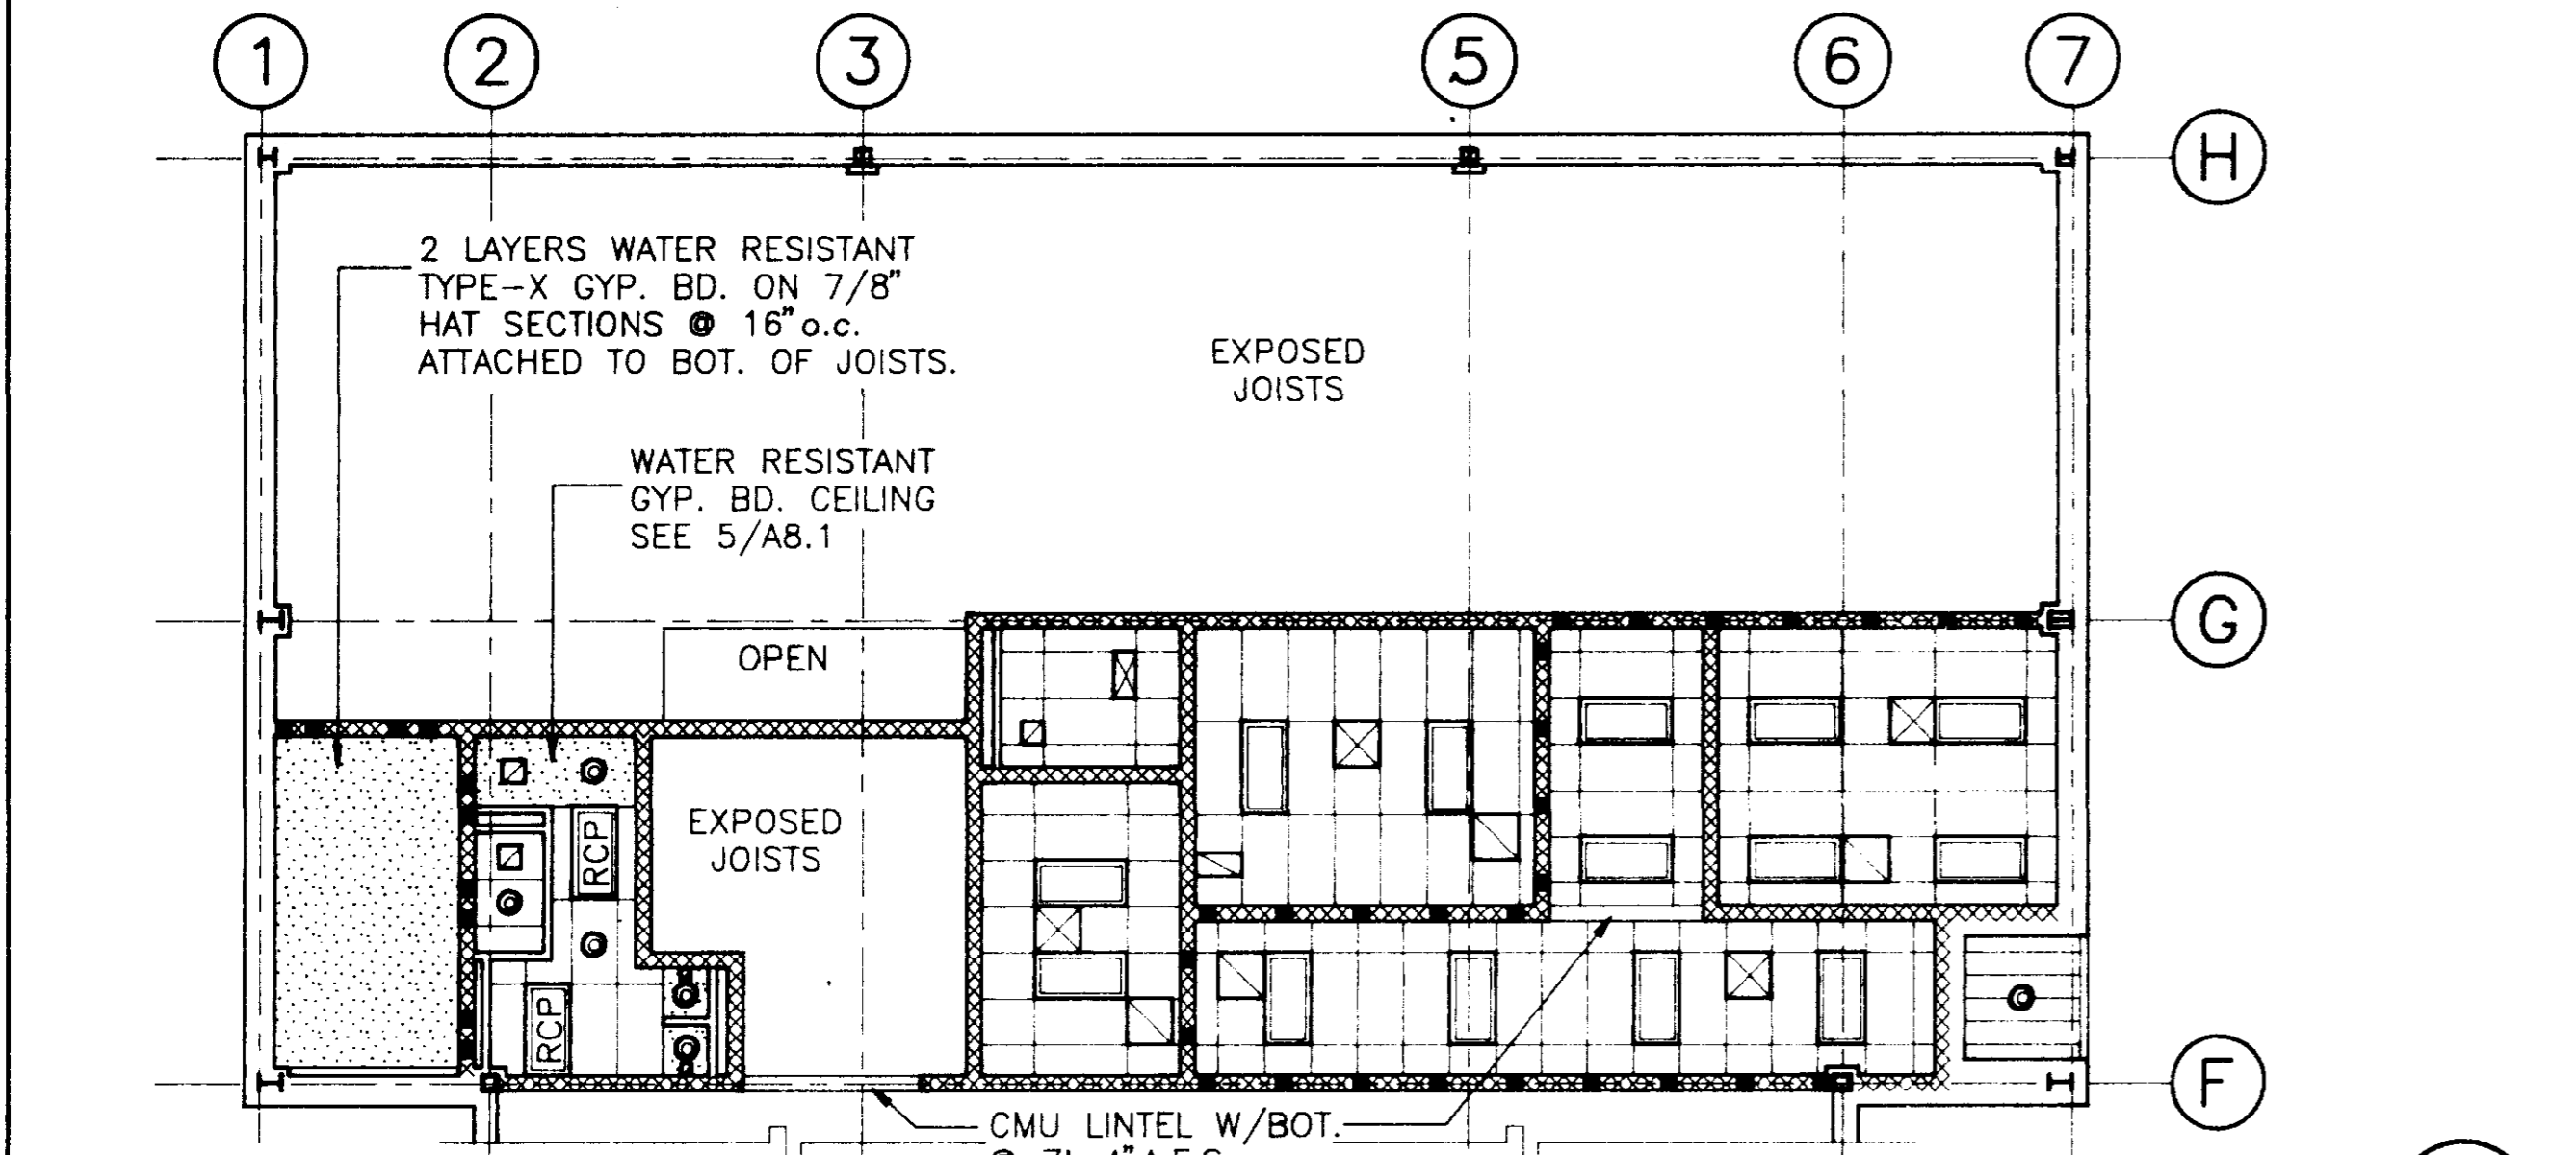 1 2 3 5 6 7
H
2 LAYERS WATER RESISTANT
TYPE-X GYP. BD. ON 7/8"
HAT SECTIONS @ 16"o.c.
ATTACHED TO BOT. OF JOISTS.
EXPOSED
JOISTS
WATER RESISTANT
GYP. BD. CEILING
SEE 5/A8.1
G
OPEN
EXPOSED
JOISTS
RCP
RCP
F
CMU LINTEL W/BOT.